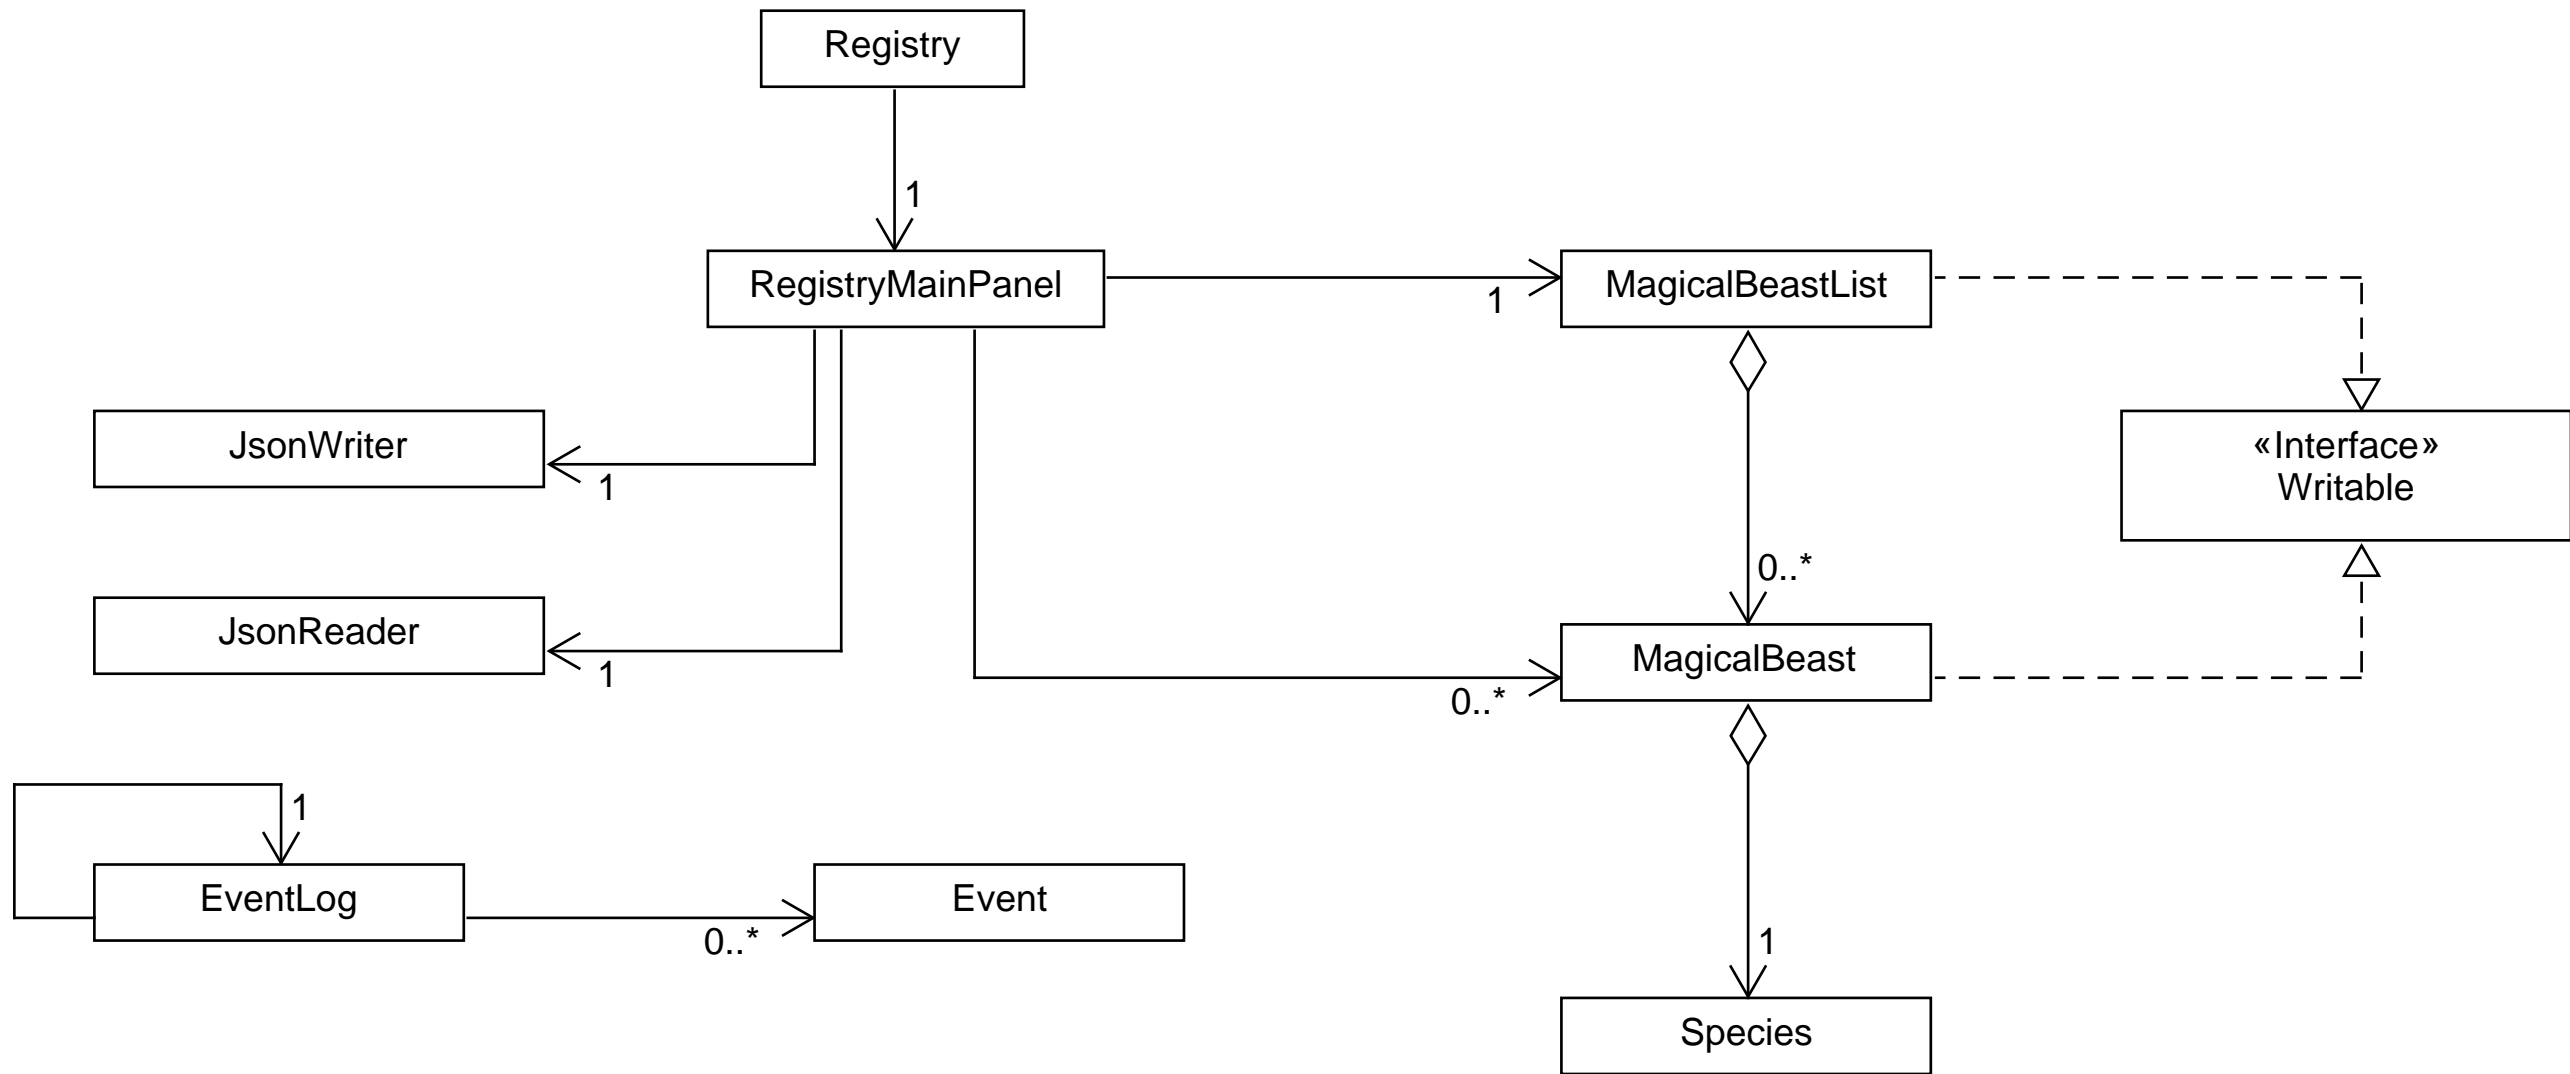 Registry
1
RegistryMainPanel
1
MagicalBeastList
JsonWriter
1
«Interface»
Writable
0..*
JsonReader
1
MagicalBeast
0..*
1
EventLog
0..*
Event
1
Species